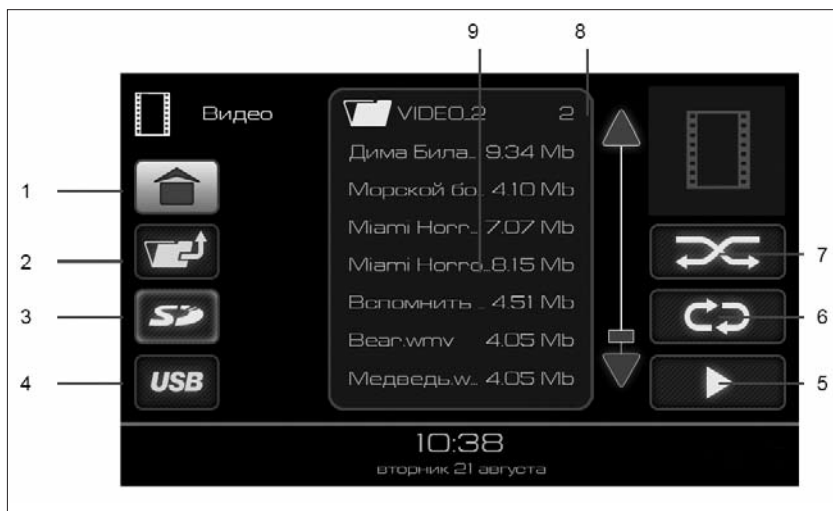 9 8
Видео
VIDEO_2 2
Дима Била_ 9.34 Mb
Морской бо_ 4.10 Mb
Miami Horr_ 7.07 Mb
Miami Horro_ 8.15 Mb
Вспомнить _ 4.51 Mb
Bear.wmv 4.05 Mb
Медведь.w_ 4.05 Mb
1
2
3 SD
4 USB
7
6
5
10:38
вторник 21 августа